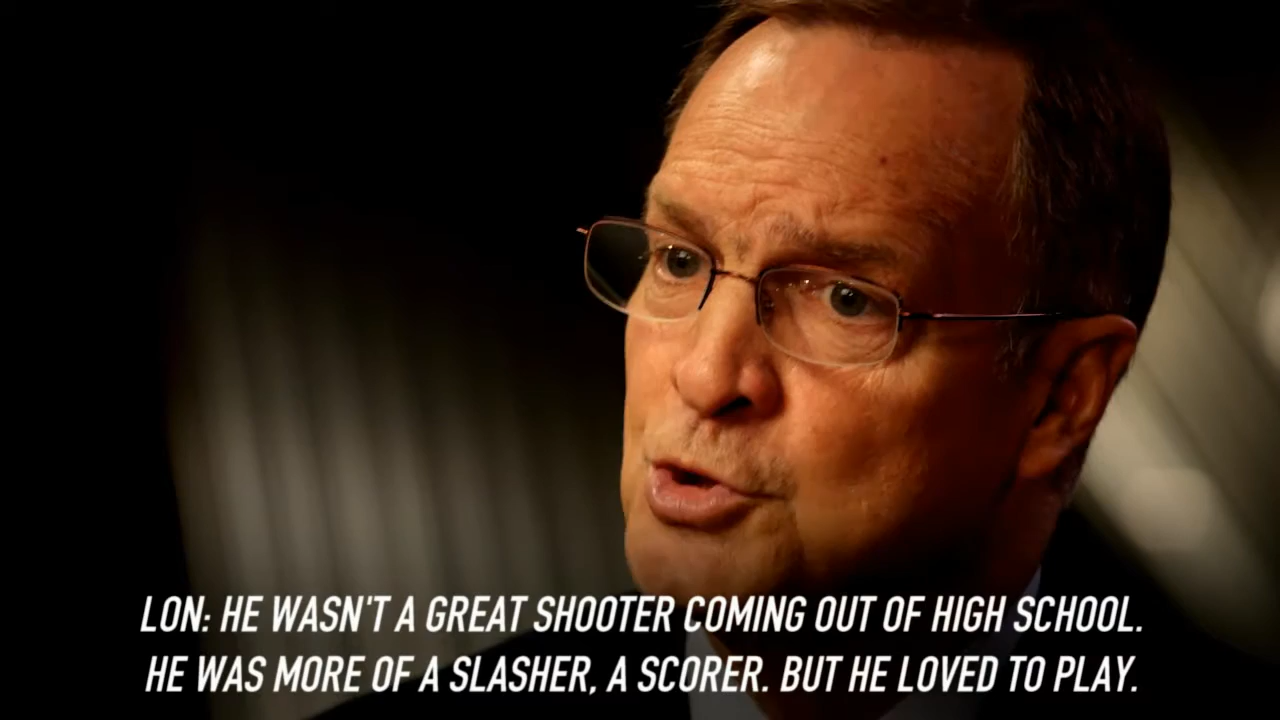 LON: HE WASN'T A GREAT SHOOTER COMING OUT OF HIGH SCHOOL.
HE WAS MORE OF A SLASHER, A SCORER. BUT HE LOVED TO PLAY.